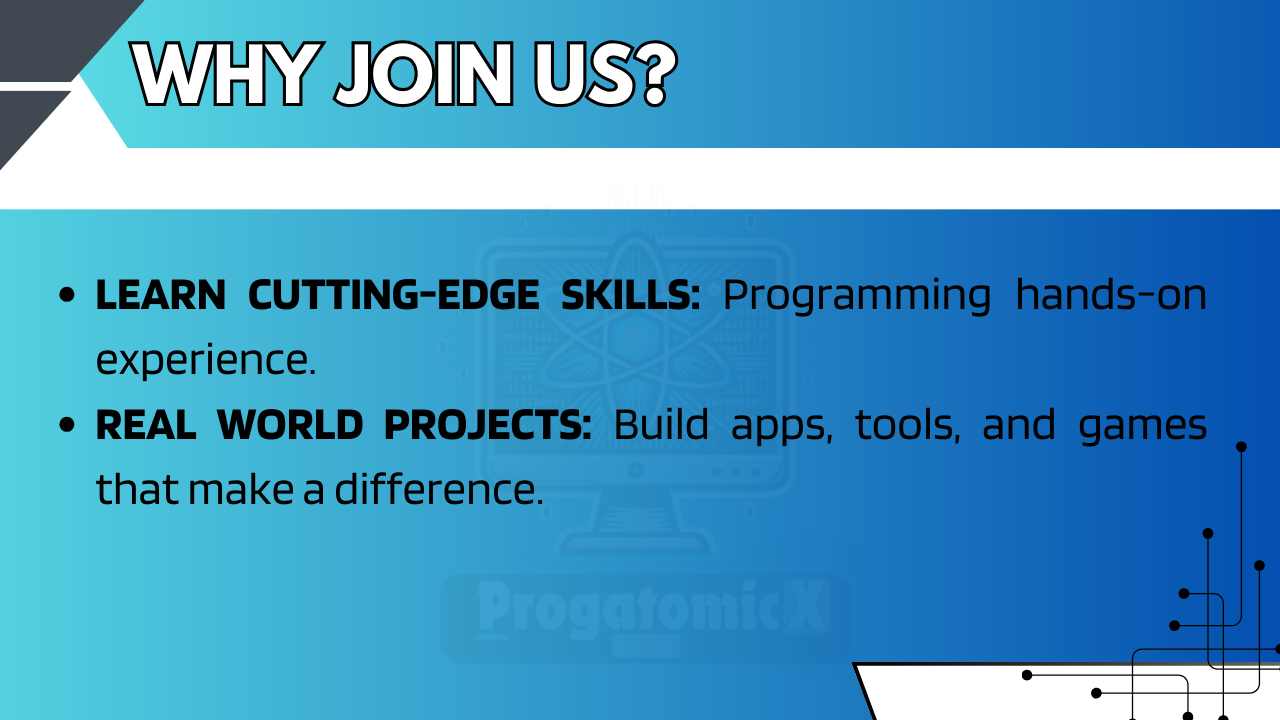 WHY JOIN US?
• LEARN CUTTING-EDGE SKILLS: Programming hands-on
experience.
• REAL WORLD PROJECTS: Build apps, tools, and games
that make a difference.
ProgatomicX